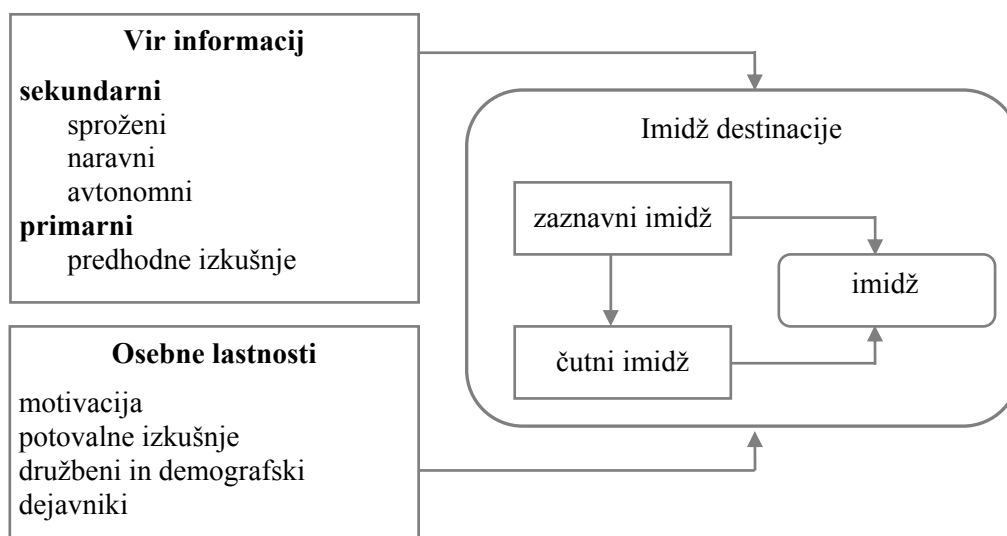 Vir informacij
sekundarni
sproženi
naravni
avtonomni
primarni
predhodne izkušnje
Osebne lastnosti
motivacija
potovalne izkušnje
družbeni in demografski
dejavniki
Imidž destinacije
zaznavni imidž
imidž
čutni imidž